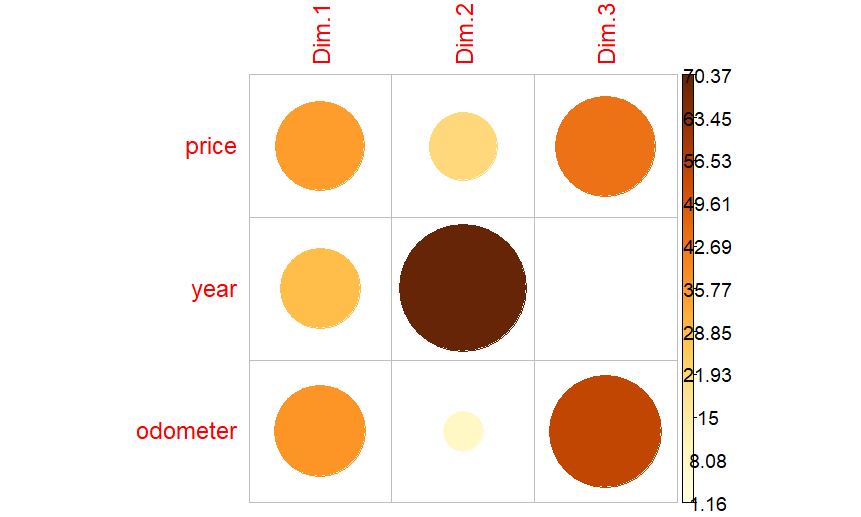 Dim.1
Dim.2
Dim.3
price
year
odometer
70.37
63.45
56.53
49.61
42.69
35.77
28.85
21.93
15
8.08
1.16